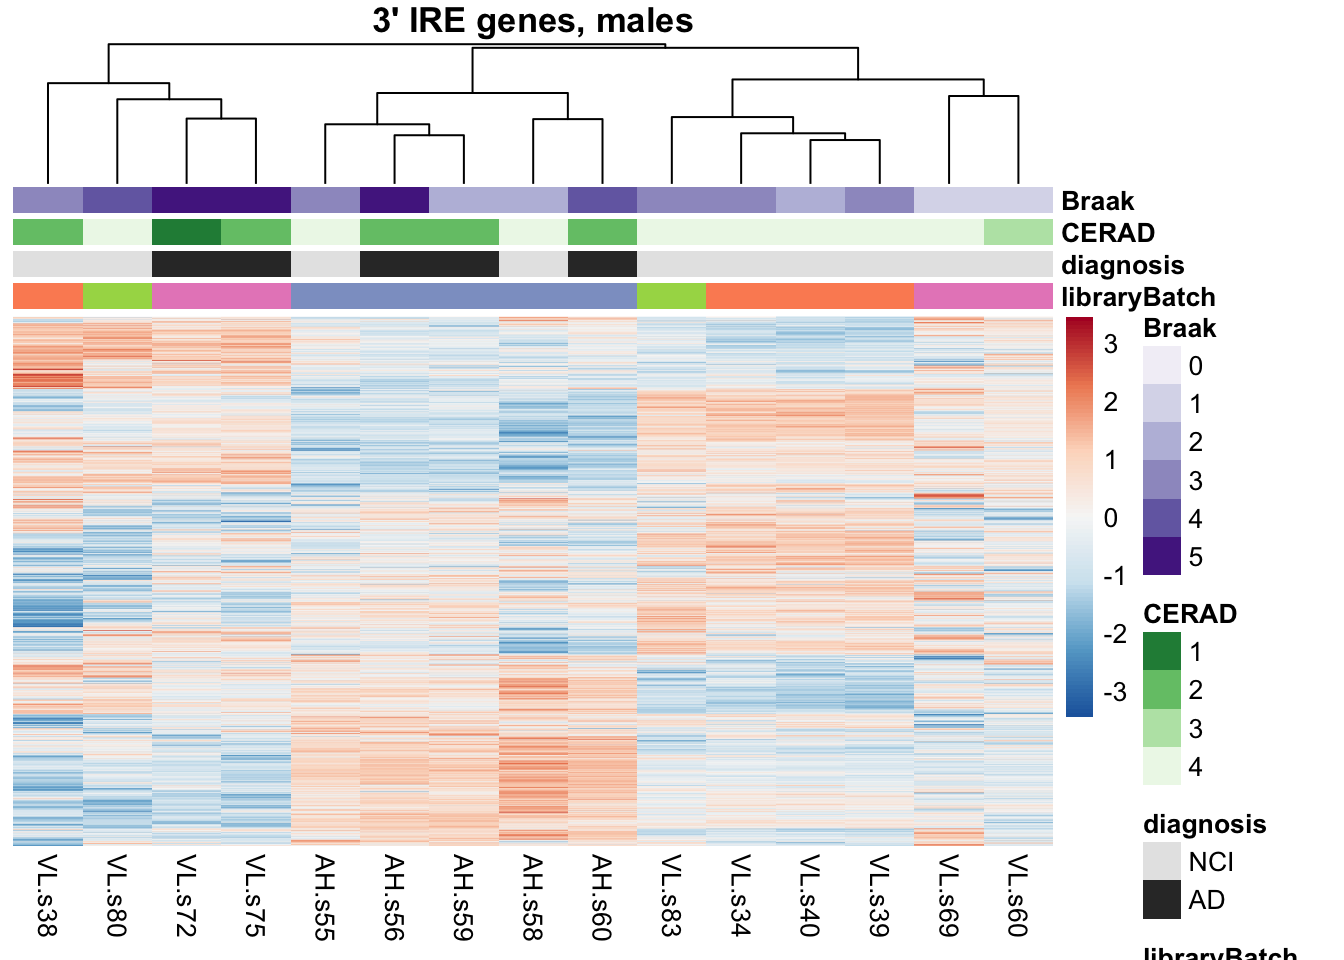 3' IRE genes, males
Braak
CERAD
diagnosis
libraryBatch
3
2
1
0
-1
-2
-3
Braak
0
1
2
3
4
5
CERAD
1
2
3
4
diagnosis
NCI
AD
libraryBatch
VL.s38
VL.s80
VL.s72
VL.s75
AH.s55
AH.s56
AH.s59
AH.s58
AH.s60
VL.s83
VL.s34
VL.s40
VL.s39
VL.s69
VL.s60